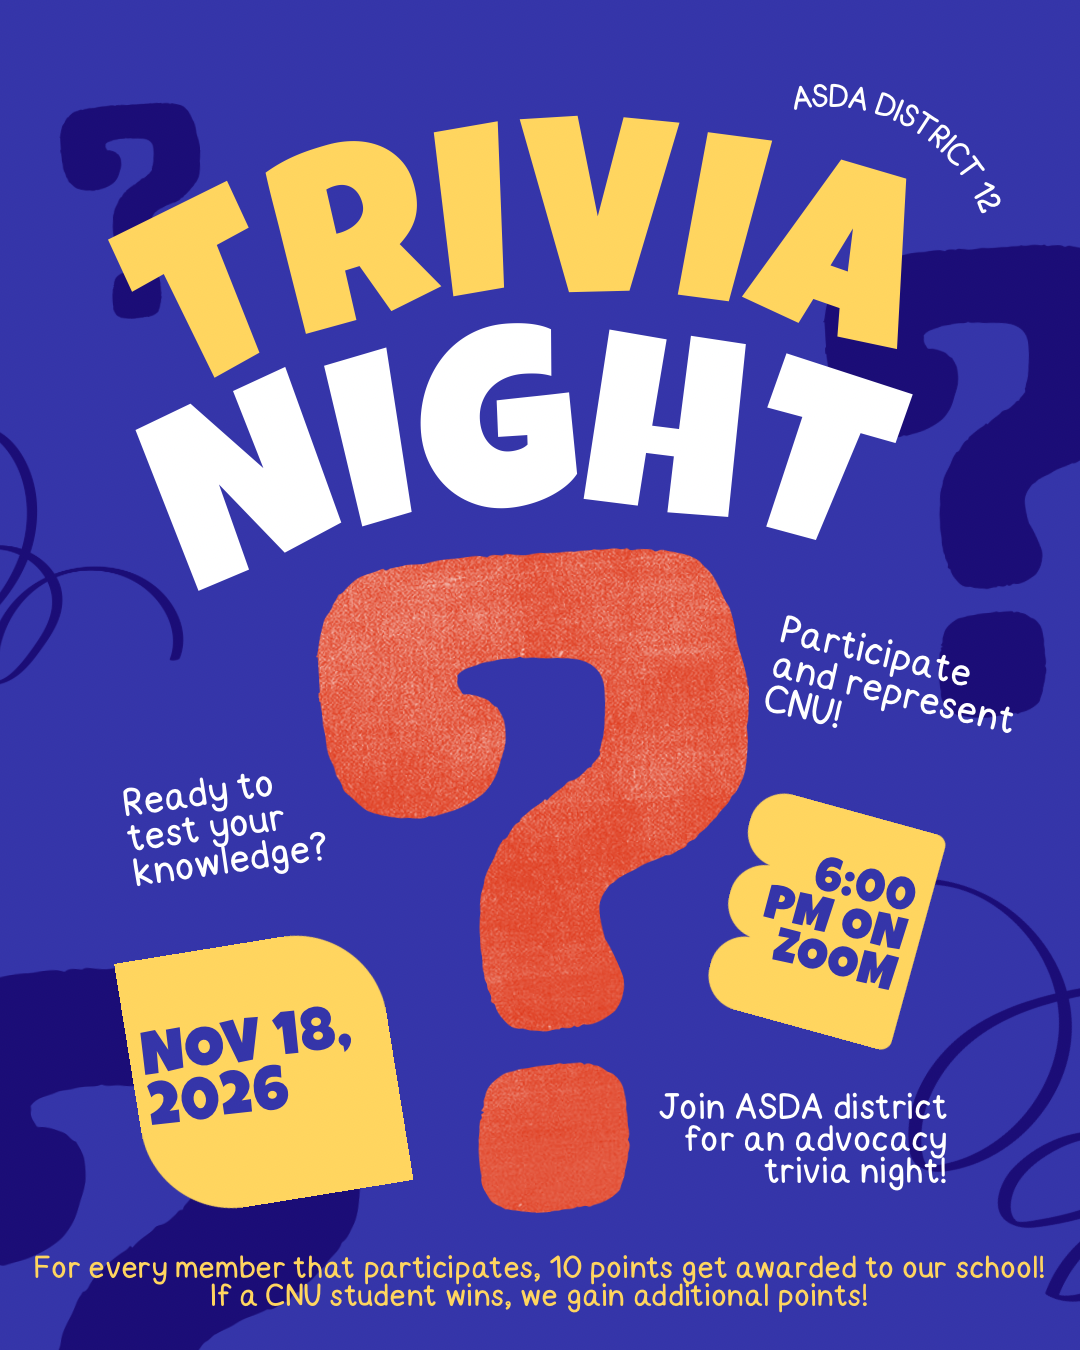 ASDA DISTRICT 12
TRIVIA
NIGHT
Participate
and represent
CNU!
Ready to
test your
knowledge?
6:00
PM ON
ZOOM
NOV 18,
2026
Join ASDA district
for an advocacy
trivia night!
For every member that participates, 10 points get awarded to our school!
If a CNU student wins, we gain additional points!